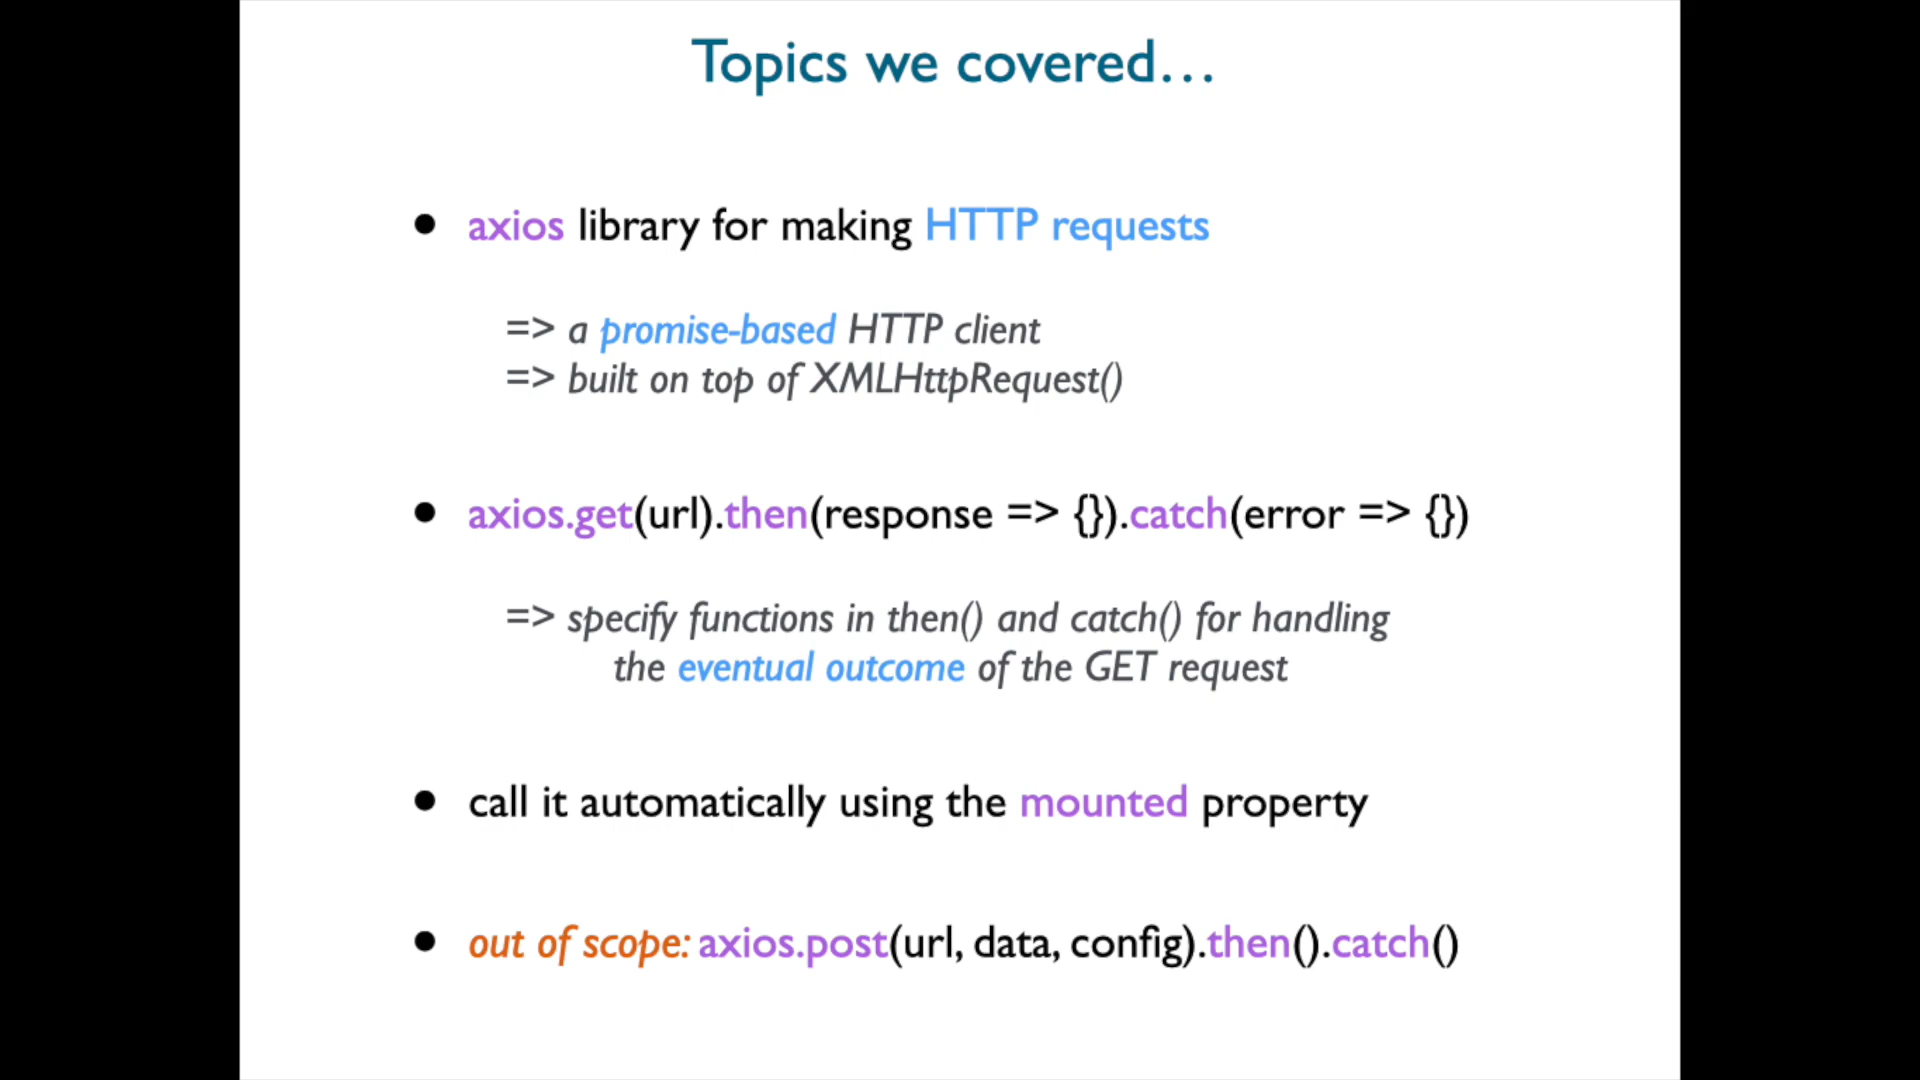 Topics we covered...
• axios library for making HTTP requests
=> a promise-based HTTP client
=> built on top of XMLHttpRequest()
• axios.get(url).then(response => {}).catch(error => {})
=> specify functions in then() and catch() for handling
the eventual outcome of the GET request
• call it automatically using the mounted property
• out of scope: axios.post(url, data, config).then().catch()